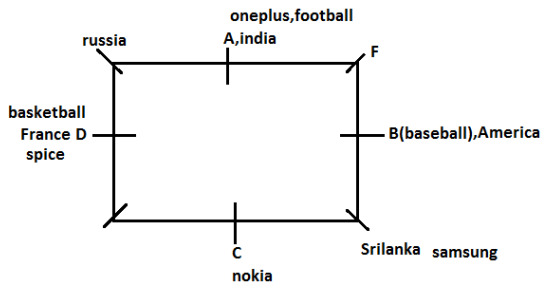 oneplus,football
A,india
russia
F
basketball
France D
spice
B(baseball),America
C
nokia
Srilanka samsung